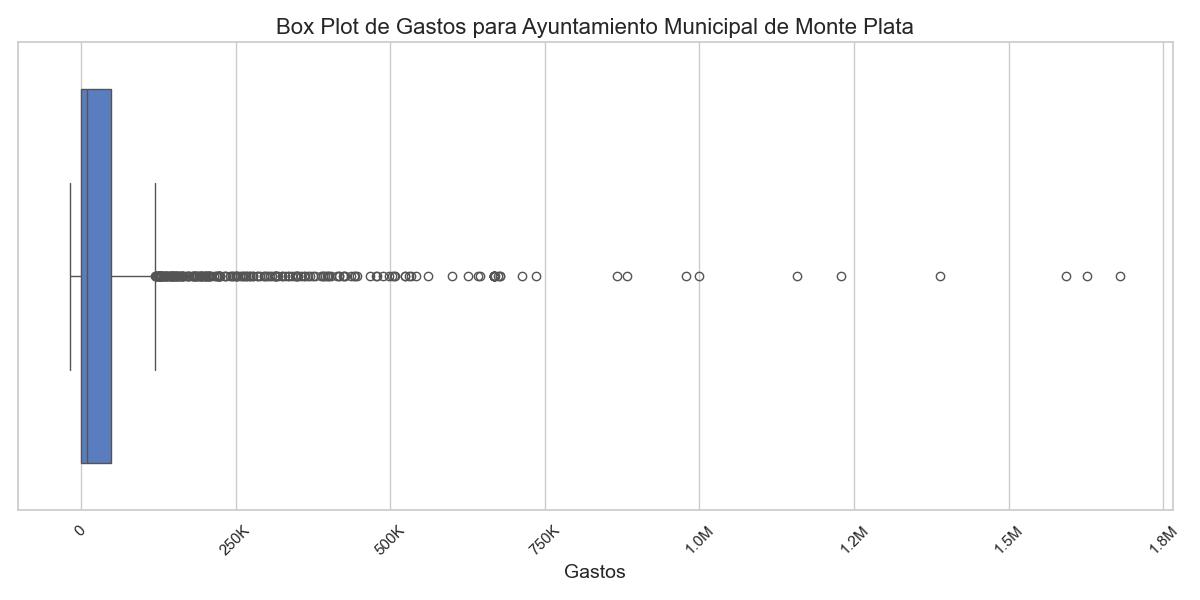 Box Plot de Gastos para Ayuntamiento Municipal de Monte Plata
0
250K
500K
750K
1.0M
1.2M
1.5M
1.8M
Gastos